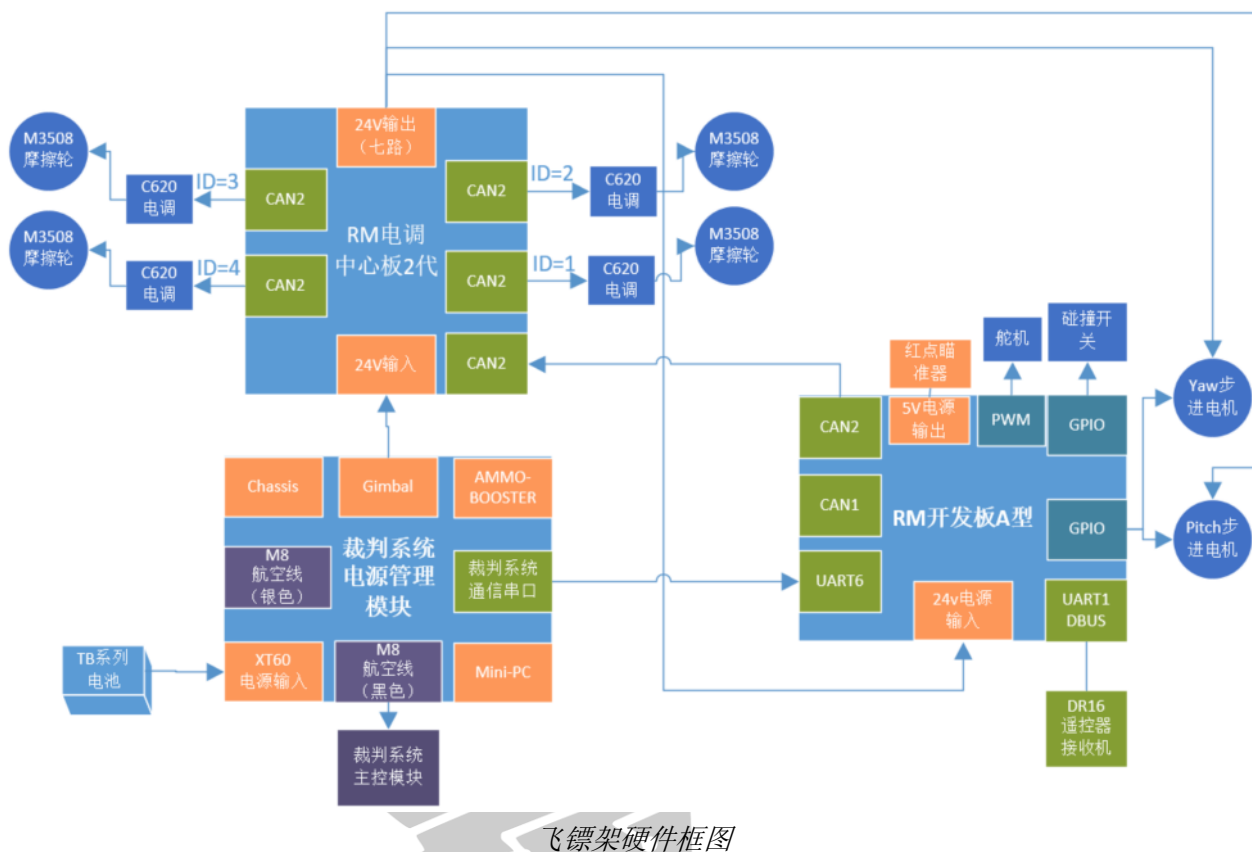 24V输出
（七路）
M3508
摩擦轮
C620
电调
ID=3
CAN2
M3508
摩擦轮
C620
电调
ID=4
CAN2
RM电调
中心板2代
CAN2
ID=2
C620
电调
M3508
摩擦轮
CAN2
ID=1
C620
电调
M3508
摩擦轮
24V输入
CAN2
Chassis
Gimbal
AMMO-
BOOSTER
M8
航空线
（银色）
裁判系统
电源管理
模块
裁判系统
通信串口
TB系列
电池
XT60
电源输入
M8
航空线
（黑色）
Mini-PC
裁判系统
主控模块
红点瞄
准器
舵机
碰撞开
关
CAN2
5V电源
输出
PWM
GPIO
Yaw步
进电机
CAN1
RM开发板A型
GPIO
Pitch步
进电机
UART6
24v电源
输入
UART1
DBUS
DR16
遥控器
接收机
飞镖架硬件框图